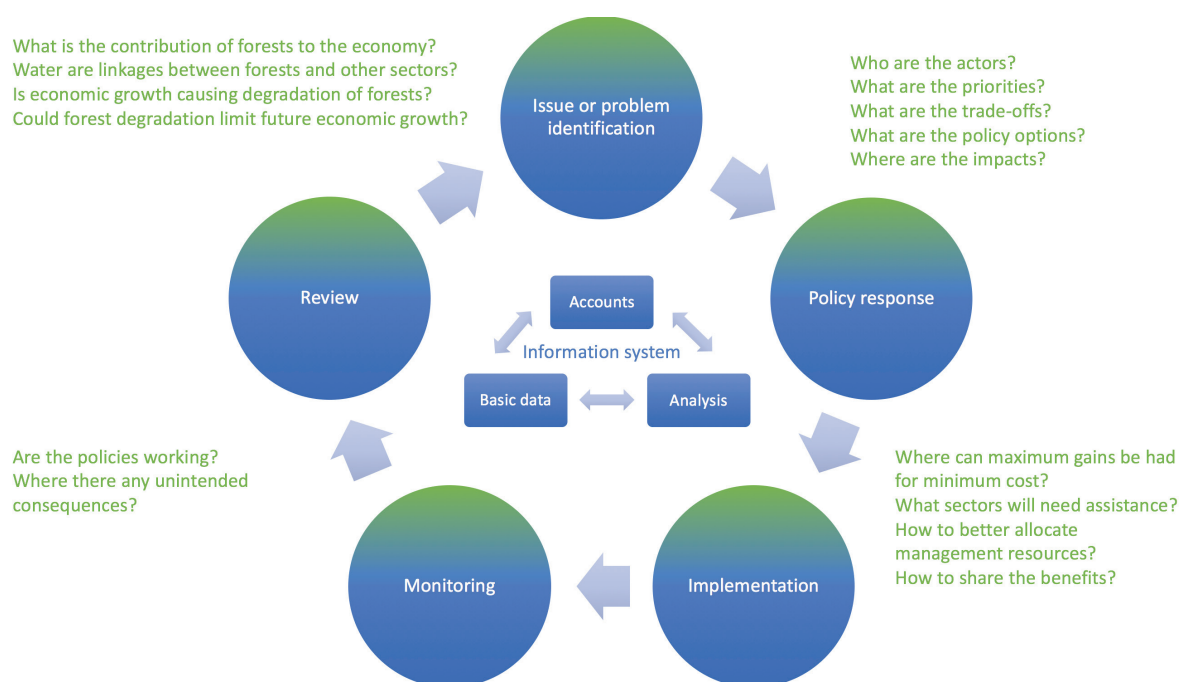 What is the contribution of forests to the economy?
Water are linkages between forests and other sectors?
Is economic growth causing degradation of forests?
Could forest degradation limit future economic growth?
Issue or problem
identification
Who are the actors?
What are the priorities?
What are the trade-offs?
What are the policy options?
Where are the impacts?
Review
Policy response
Accounts
Information system
Basic data
Analysis
Are the policies working?
Where there any unintended
consequences?
Where can maximum gains be had
for minimum cost?
What sectors will need assistance?
How to better allocate
management resources?
How to share the benefits?
Monitoring
Implementation